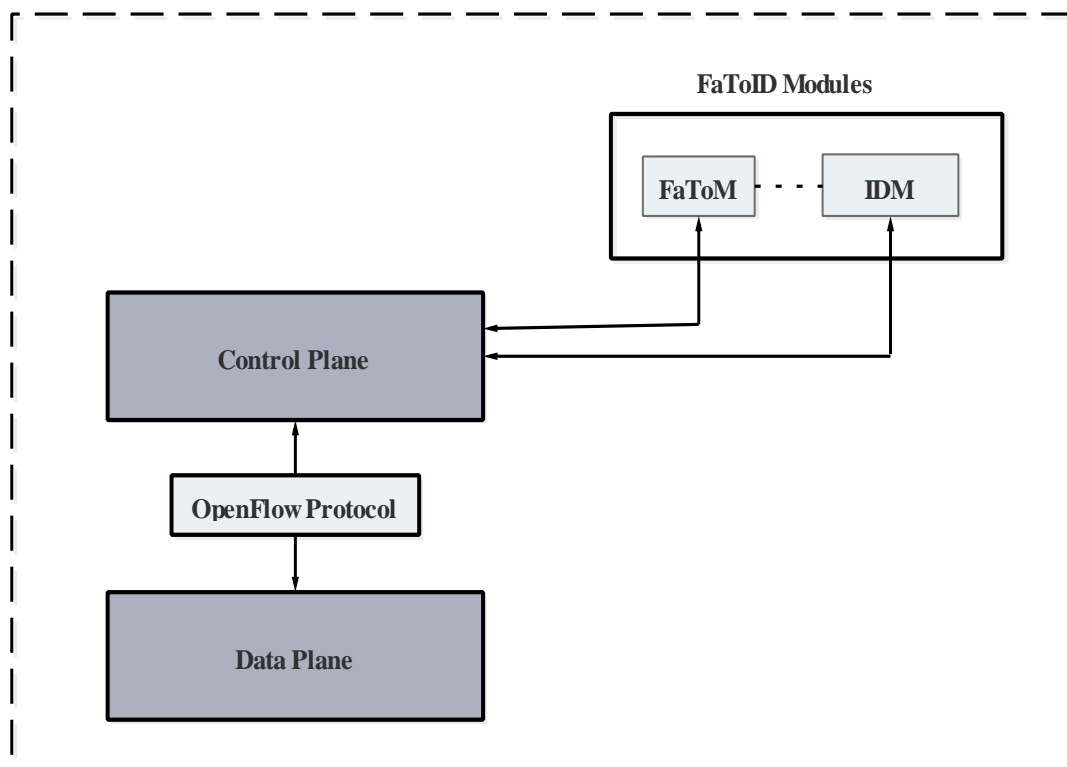 FaToID Modules
FaToM
IDM
Control Plane
OpenFlow Protocol
Data Plane